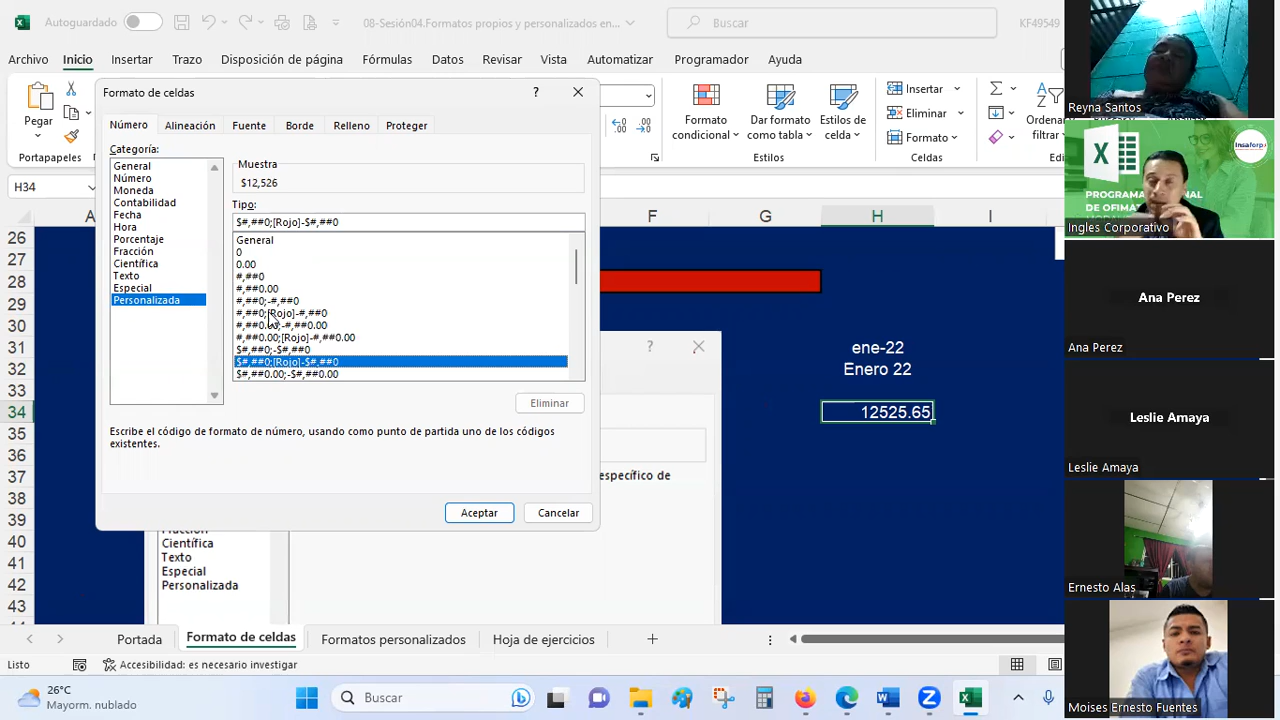 Autoguardado
08-Sesión04.Formatos propios y personalizados en...
Buscar
KF49549
Archivo
Inicio
Insertar
Trazo
Disposición de página
Fórmulas
Datos
Revisar
Vista
Automatizar
Programador
Ayuda
Pegar
Portapapeles
Formato de celdas
?
Número
Alineación
Fuente
Borde
Relleno
Proteger
Categoría:
General
Número
Moneda
Contabilidad
Fecha
Hora
Porcentaje
Fracción
Científica
Texto
Especial
Personalizada
Muestra
$12,526
Tipo:
$#,##0;[Rojo]-$#,##0
General
0
0.00
#,##0
#,##0.00
#,##0;-#,##0
#,##0;[Rojo]-#,##0
#,##0.00;-#,##0.00
#,##0.00;[Rojo]-#,##0.00
$#,##0;-$#,##0
$#,##0;[Rojo]-$#,##0
$#,##0.00;-$#,##0.00
Eliminar
Escribe el código de formato de número, usando como punto de partida uno de los códigos
existentes.
Aceptar
Cancelar
Formato
condicional
Dar formato
como tabla
Estilos de
celda
Estilos
Insertar
Eliminar
Formato
Celdas
Ordenar
filtrar
H34
A
F
G
H
I
26
27
28
29
30
31
32
33
34
35
36
37
38
39
40
41
42
43
ene-22
Enero 22
12525.65
?
específico de
Científica
Texto
Especial
Personalizada
Portada
Formato de celdas
Formatos personalizados
Hoja de ejercicios
Listo
Accesibilidad: es necesario investigar
26°C
Mayorm. nublado
Buscar
Reyna Santos
Insaforp
Ingles Corporativo
Ana Perez
Ana Perez
Leslie Amaya
Leslie Amaya
Ernesto Alas
Moises Ernesto Fuentes